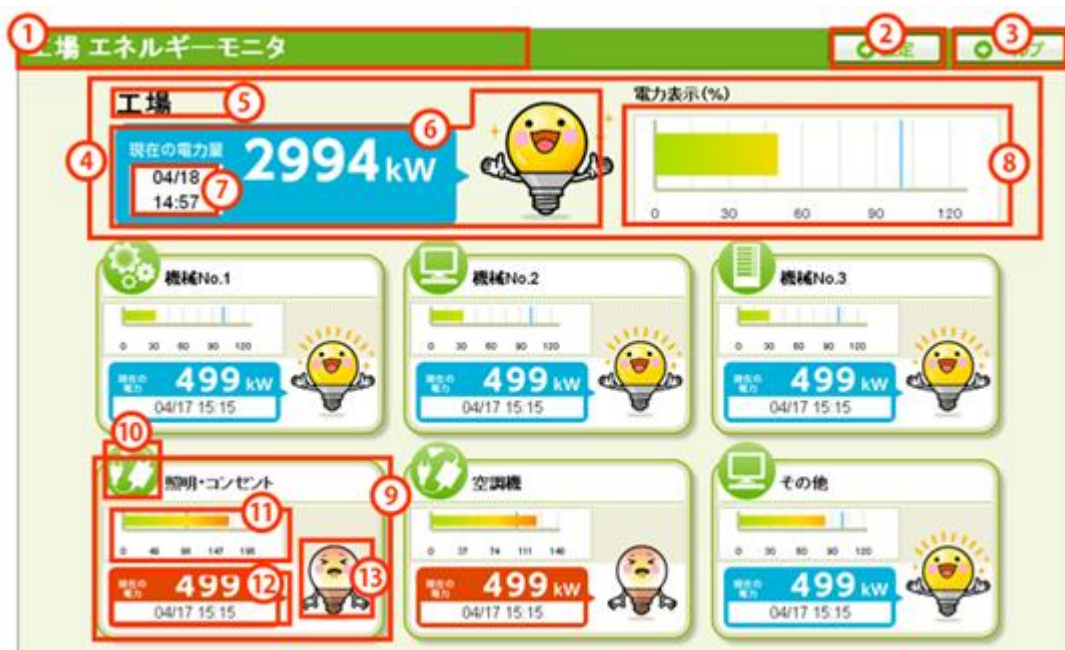 ① 工場 エネルギーモニタ
② 設定
③ ヘルプ
④
⑤ 工場
⑥
現在の電力量
2994 kW
⑦ 04/18
14:57
電力表示(%)
⑧
0 30 60 90 120
機械No.1
0 30 60 90 120
現在の
電力
499 kW
04/17 15:15
機械No.2
0 30 60 90 120
現在の
電力
499 kW
04/17 15:15
機械No.3
0 30 60 90 120
現在の
電力
499 kW
04/17 15:15
⑨
⑩
照明・コンセント
⑪
0 49 98 147 196
⑫
現在の
電力
499
04/17 15:15
⑬
空調機
0 37 74 111 148
現在の
電力
499 kW
04/17 15:15
その他
0 30 60 90 120
現在の
電力
499 kW
04/17 15:15